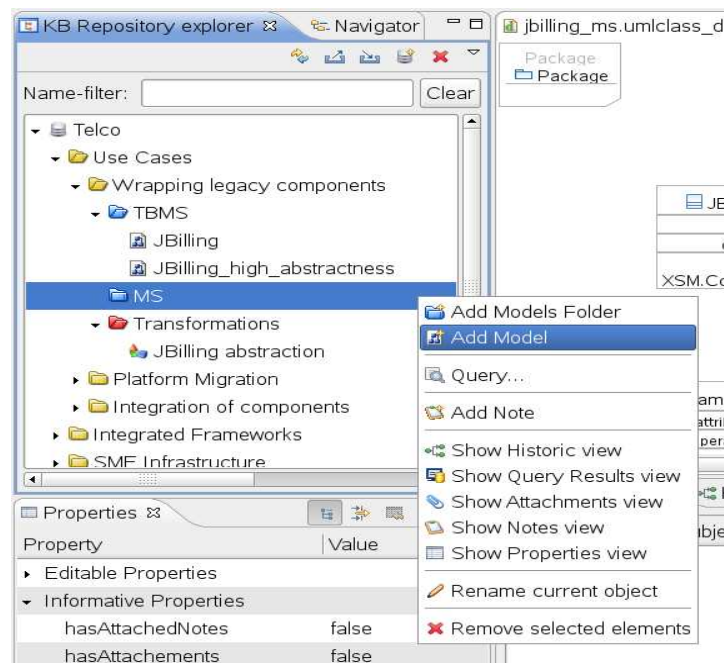 KB Repository explorer
Navigator
jbilling_ms.umlclass_d
Name-filter:
Clear
Package
Package
Telco
Use Cases
Wrapping legacy components
TBMS
JBilling
JBilling_high_abstractness
MS
Transformations
JBilling abstraction
Platform Migration
Integration of components
Integrated Frameworks
SME Infrastructure
Add Models Folder
Add Model
Query...
Add Note
Show Historic view
Show Query Results view
Show Attachments view
Show Notes view
Show Properties view
Rename current object
Remove selected elements
Properties
Property Value
Editable Properties
Informative Properties
hasAttachedNotes false
hasAttachements false